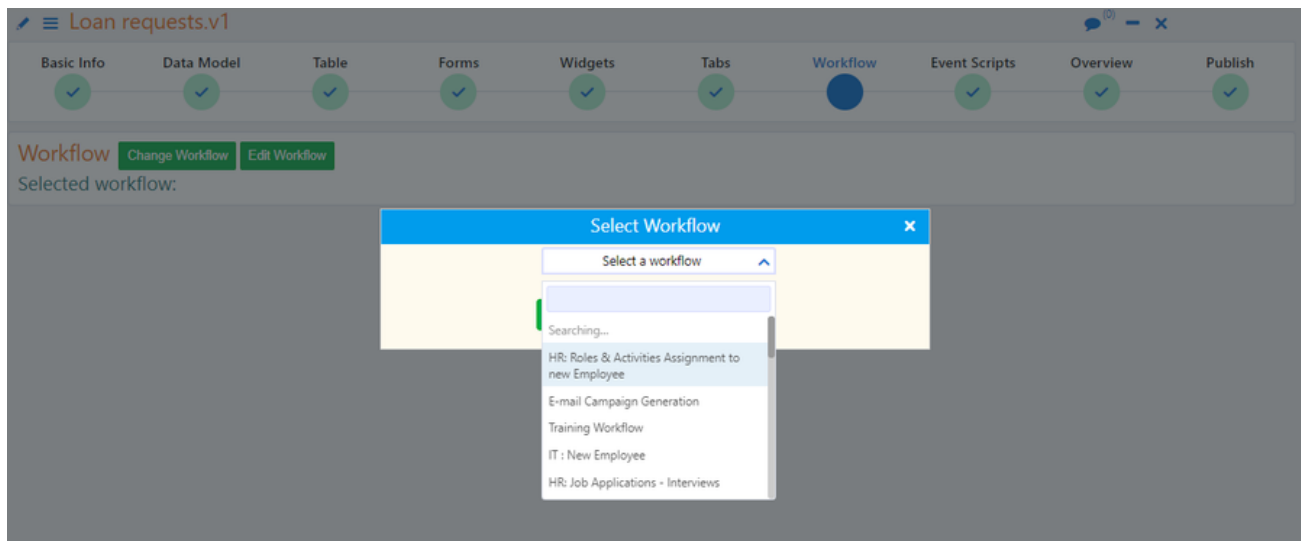 Loan requests.v1
(0)
Basic Info Data Model Table Forms Widgets Tabs Workflow Event Scripts Overview Publish
Workflow Change Workflow Edit Workflow
Selected workflow:
Select Workflow
Select a workflow
Searching...
HR: Roles & Activities Assignment to
new Employee
E-mail Campaign Generation
Training Workflow
IT : New Employee
HR: Job Applications - Interviews